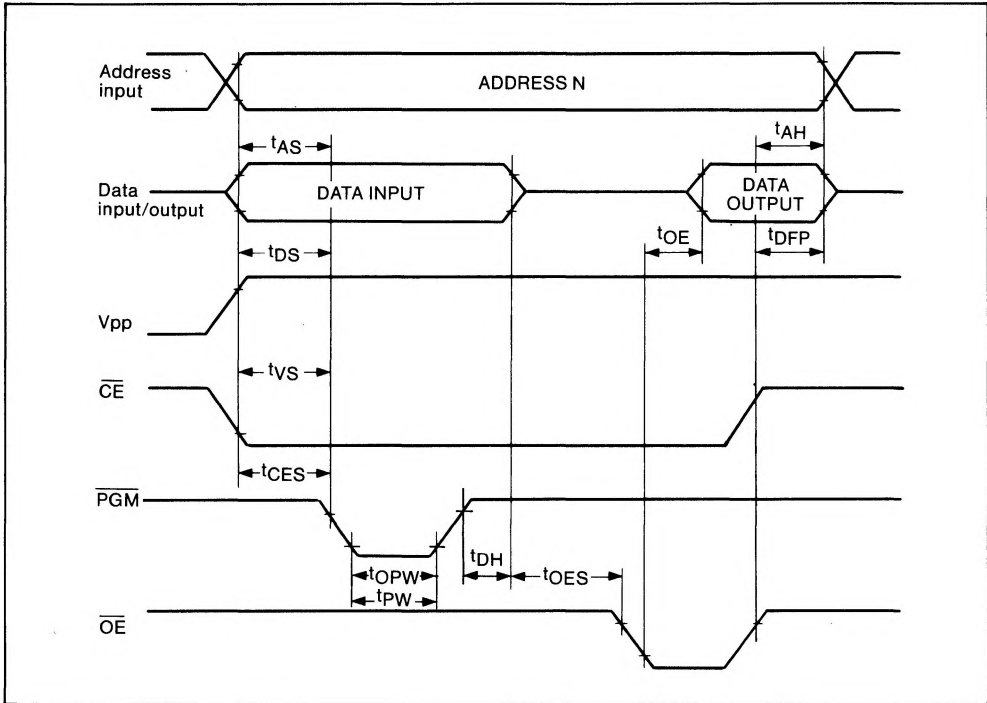 Address
input
ADDRESS N
tAS
tAH
Data
input/output
DATA INPUT
DATA
OUTPUT
tDS
tOE
tDFP
Vpp
tVS
CE
tCES
PGM
tDH
tOES
tOPW
tPW
OE